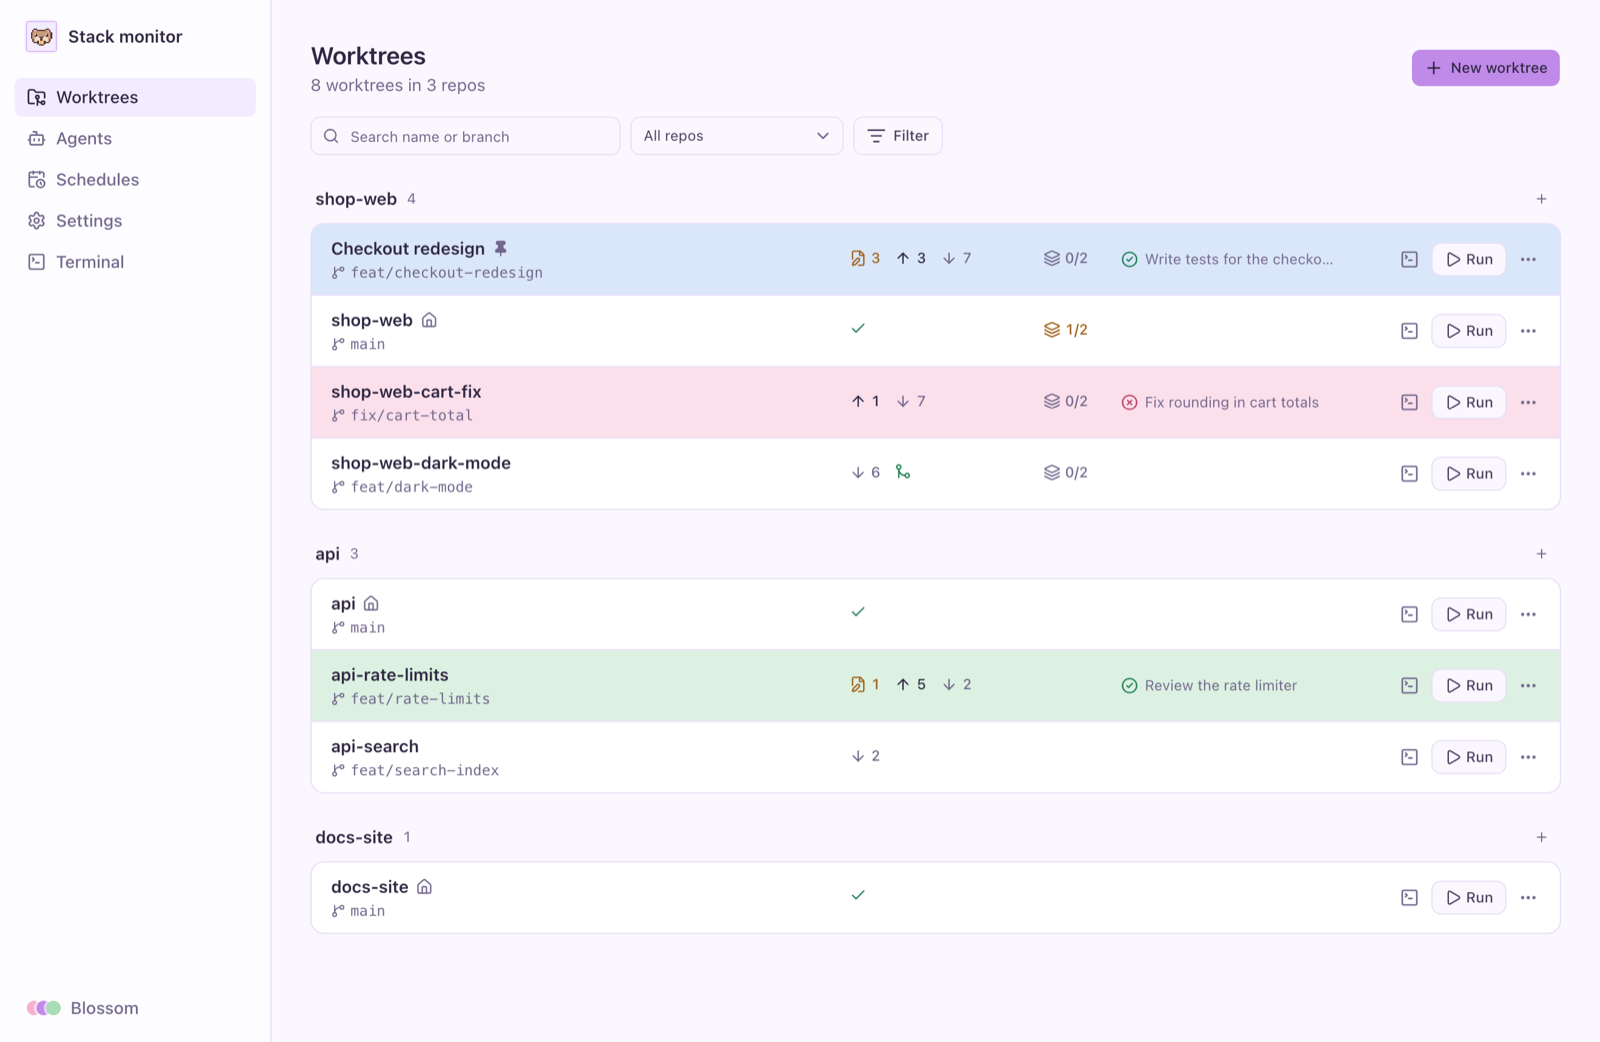 Stack monitor
Worktrees
Agents
Schedules
Settings
Terminal
Blossom
Worktrees
8 worktrees in 3 repos
New worktree
Search name or branch
All repos
Filter
shop-web 4
Checkout redesign
feat/checkout-redesign
3 3 7 0/2 Write tests for the checko... Run
shop-web
main
1/2 Run
shop-web-cart-fix
fix/cart-total
1 7 0/2 Fix rounding in cart totals Run
shop-web-dark-mode
feat/dark-mode
6 0/2 Run
api 3
api
main
Run
api-rate-limits
feat/rate-limits
1 5 2 Review the rate limiter Run
api-search
feat/search-index
2 Run
docs-site 1
docs-site
main
Run